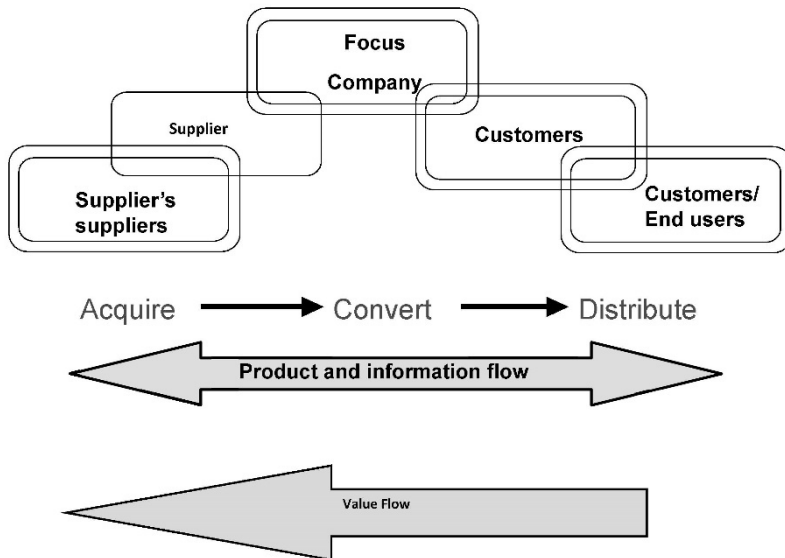 Focus
Company
Supplier
Customers
Supplier’s
suppliers
Customers/
End users
Acquire
Convert
Distribute
Product and information flow
Value Flow